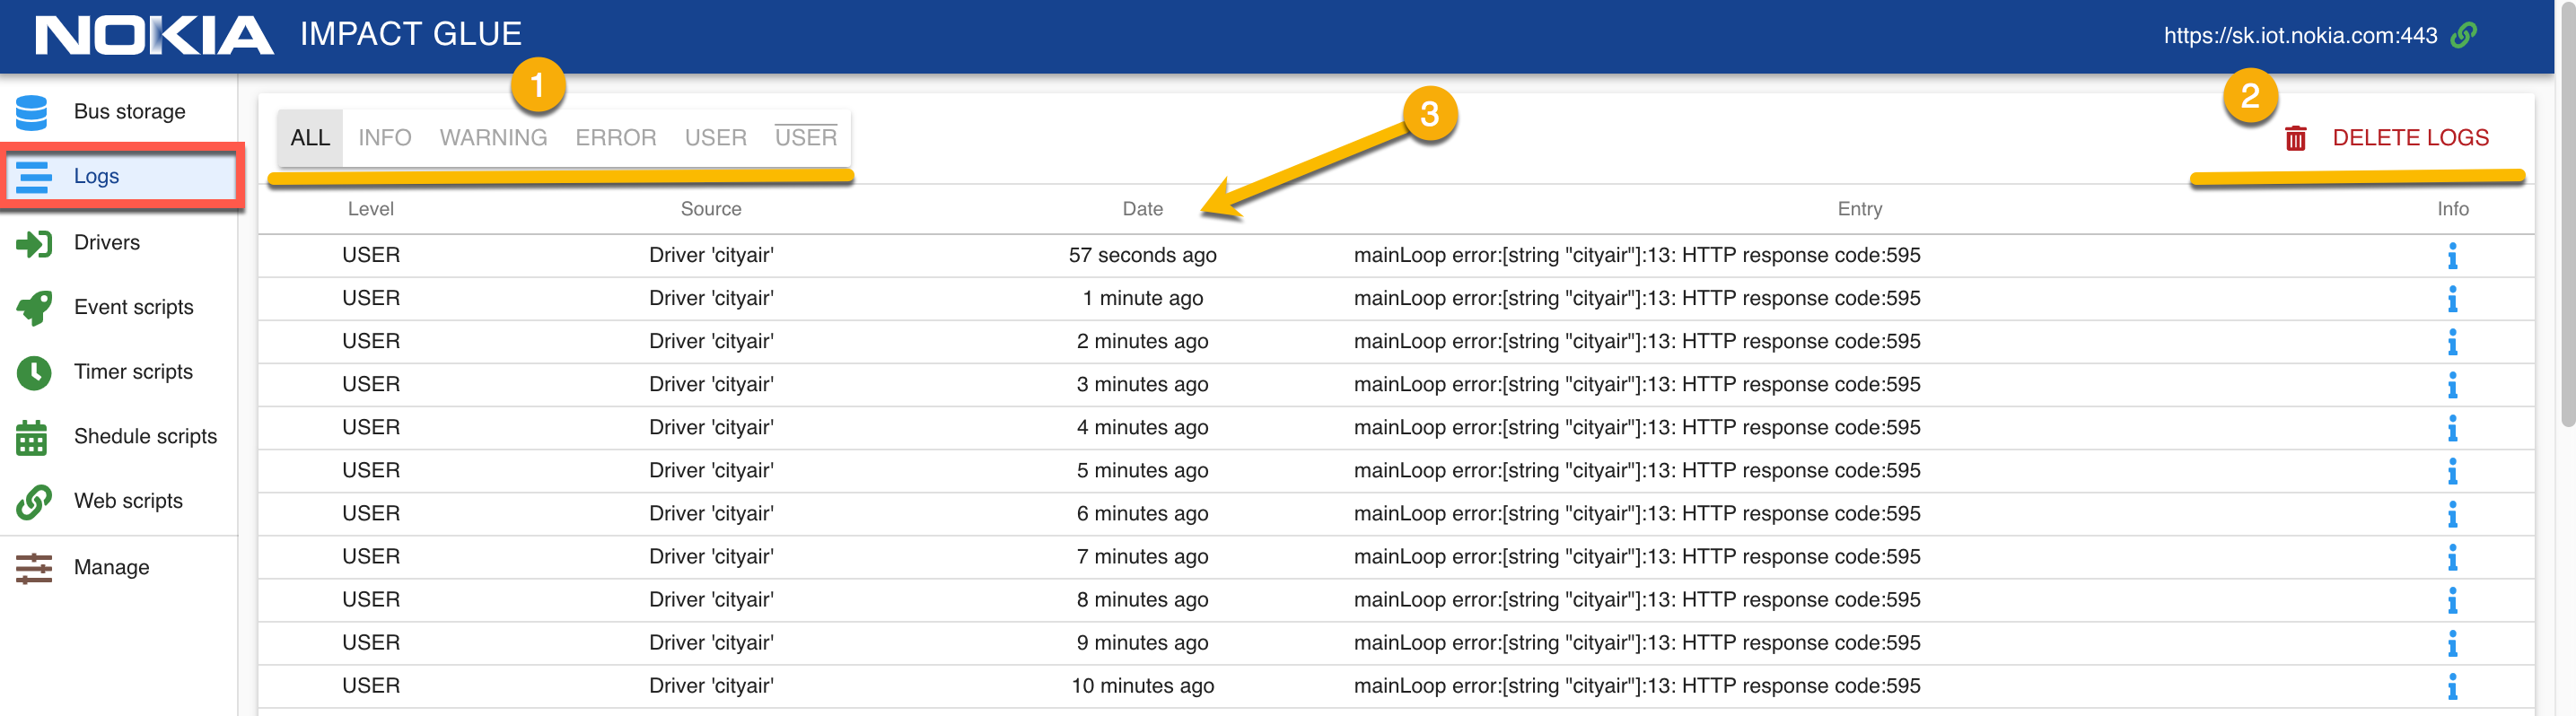 NOKIA IMPACT GLUE https://sk.iot.nokia.com:443
1 2 3
Bus storage
Logs
Drivers
Event scripts
Timer scripts
Shedule scripts
Web scripts
Manage
ALL INFO WARNING ERROR USER USER DELETE LOGS
Level Source Date Entry Info
USER Driver 'cityair' 57 seconds ago mainLoop error:[string "cityair"]:13: HTTP response code:595
USER Driver 'cityair' 1 minute ago mainLoop error:[string "cityair"]:13: HTTP response code:595
USER Driver 'cityair' 2 minutes ago mainLoop error:[string "cityair"]:13: HTTP response code:595
USER Driver 'cityair' 3 minutes ago mainLoop error:[string "cityair"]:13: HTTP response code:595
USER Driver 'cityair' 4 minutes ago mainLoop error:[string "cityair"]:13: HTTP response code:595
USER Driver 'cityair' 5 minutes ago mainLoop error:[string "cityair"]:13: HTTP response code:595
USER Driver 'cityair' 6 minutes ago mainLoop error:[string "cityair"]:13: HTTP response code:595
USER Driver 'cityair' 7 minutes ago mainLoop error:[string "cityair"]:13: HTTP response code:595
USER Driver 'cityair' 8 minutes ago mainLoop error:[string "cityair"]:13: HTTP response code:595
USER Driver 'cityair' 9 minutes ago mainLoop error:[string "cityair"]:13: HTTP response code:595
USER Driver 'cityair' 10 minutes ago mainLoop error:[string "cityair"]:13: HTTP response code:595